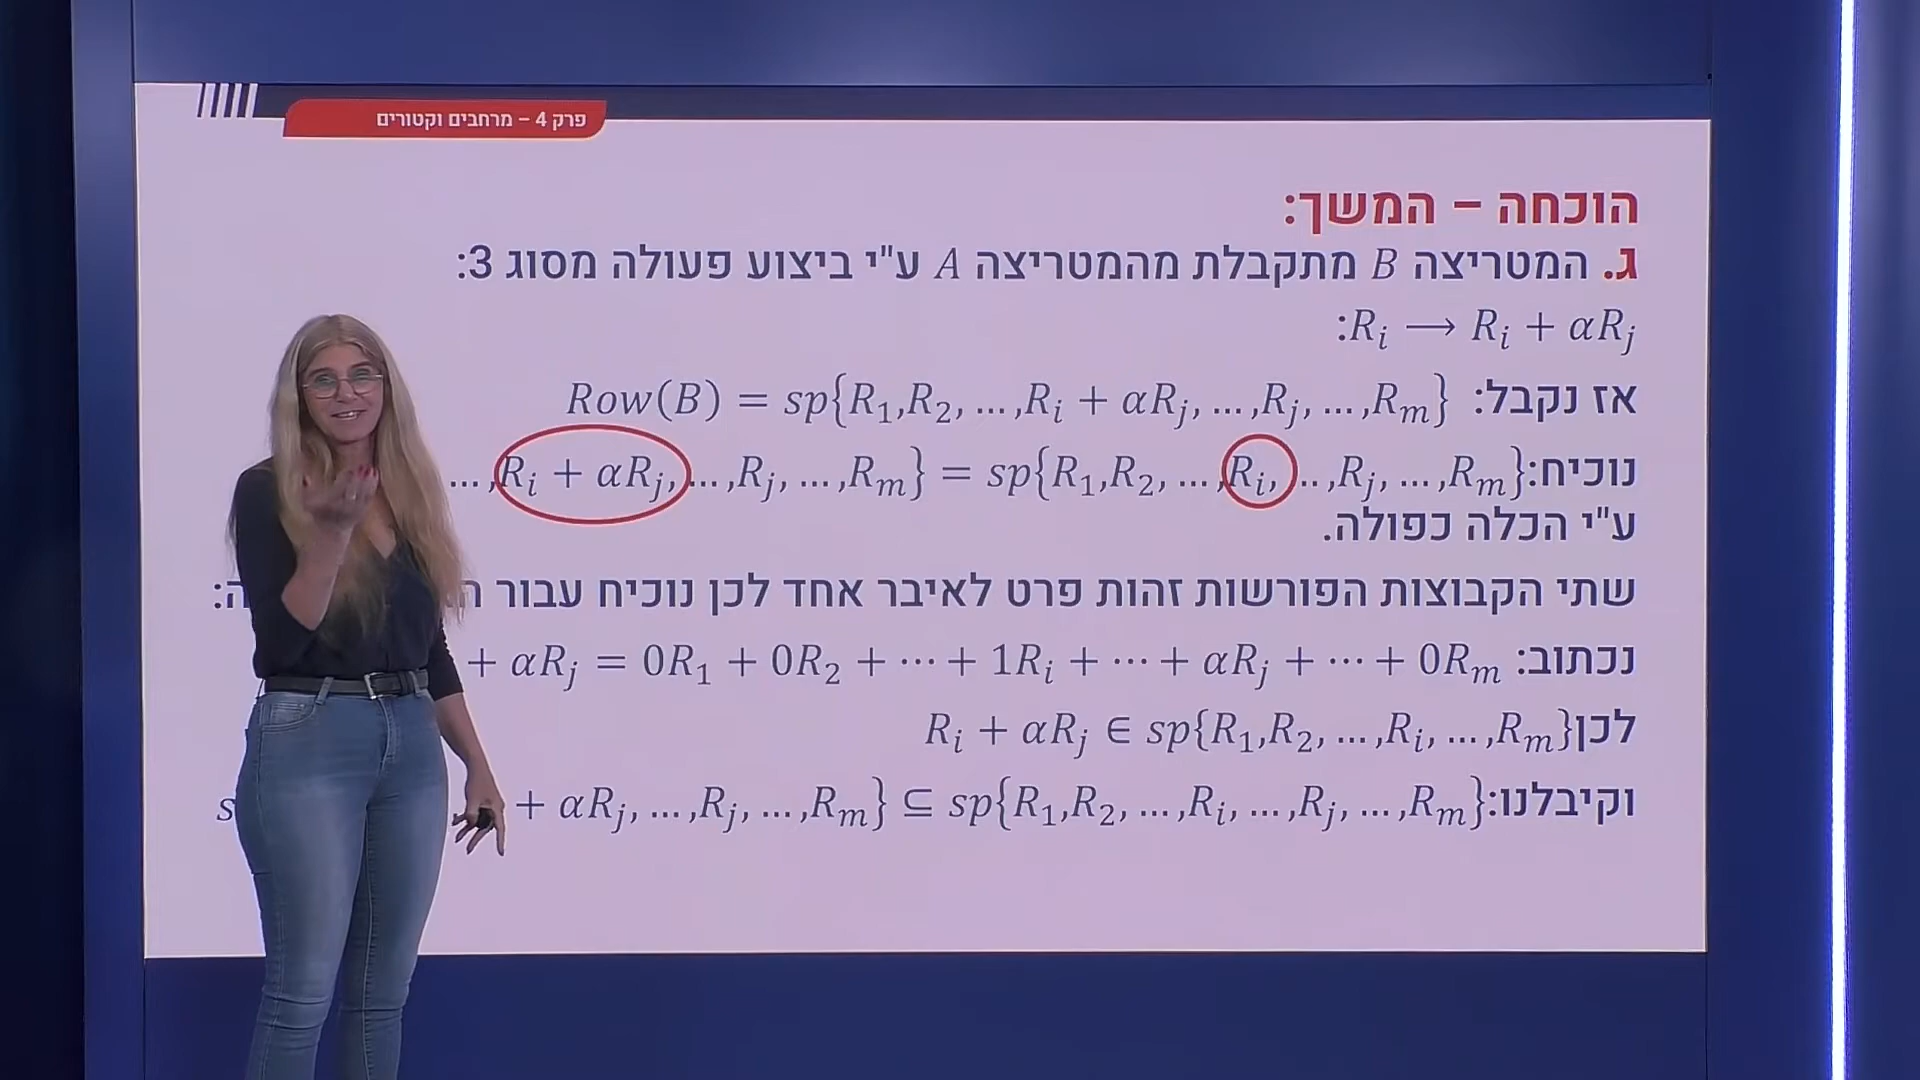 פרק 4 – מרחבים וקטורים
הוכחה – המשך:
ג. המטריצה B מתקבלת מהמטריצה A ע"י ביצוע פעולה מסוג 3:
:Rᵢ ⟶ Rᵢ + αRⱼ
אז נקבל: Row(B) = sp{R₁,R₂, …,Rᵢ + αRⱼ, …,Rⱼ, …,Rₘ}
נוכיח: …,Rᵢ + αRⱼ, …,Rⱼ, …,Rₘ} = sp{R₁,R₂, …,Rᵢ, …,Rⱼ, …,Rₘ}
ע"י הכלה כפולה.
שתי הקבוצות הפורשות זהות פרט לאיבר אחד לכן נוכיח עבור
נכתוב: + αRⱼ = 0R₁ + 0R₂ + ⋯ + 1Rᵢ + ⋯ + αRⱼ + ⋯ + 0Rₘ
לכן Rᵢ + αRⱼ ∈ sp{R₁,R₂, …,Rᵢ, …,Rₘ}
וקיבלנו: s + αRⱼ, …,Rⱼ, …,Rₘ} ⊆ sp{R₁,R₂, …,Rᵢ, …,Rⱼ, …,Rₘ}